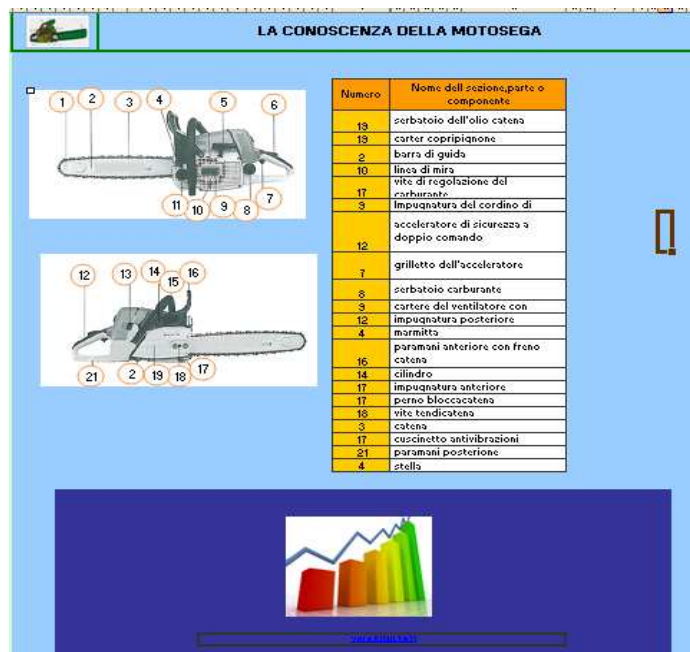 LA CONOSCENZA DELLA MOTOSEGA
1 2 3 4 5 6
11 10 9 8 7
12 13 14 15 16
21 2 19 18 17
Numero Nome dell sezione,parte o
componente
19 serbatoio dell'olio catena
19 carter copripignone
2 barra di guida
10 linea di mira
17 vite di regolazione del
carburante
9 Impugnatura del cordino di
12 acceleratore di sicurezza a
doppio comando
7 grilletto dell'acceleratore
8 serbatoio carburante
9 cartere del ventilatore con
12 impugnatura posteriore
4 marmitta
16 paramani anteriore con freno
catena
14 cilindro
17 impugnatura anteriore
17 perno bloccacatena
18 vite tendicatena
3 catena
17 cuscinetto antivibrazioni
21 paramani posteriore
4 stella